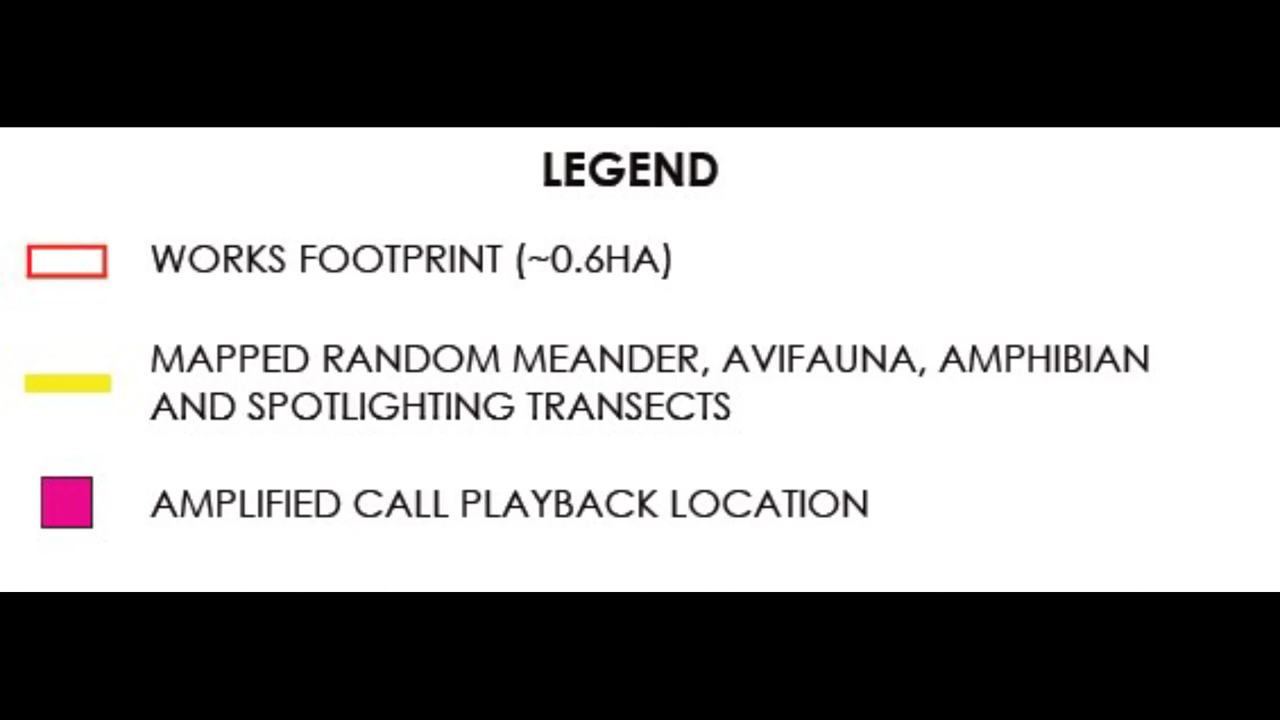 LEGEND
WORKS FOOTPRINT (~0.6HA)
MAPPED RANDOM MEANDER, AVIFAUNA, AMPHIBIAN
AND SPOTLIGHTING TRANSECTS
AMPLIFIED CALL PLAYBACK LOCATION